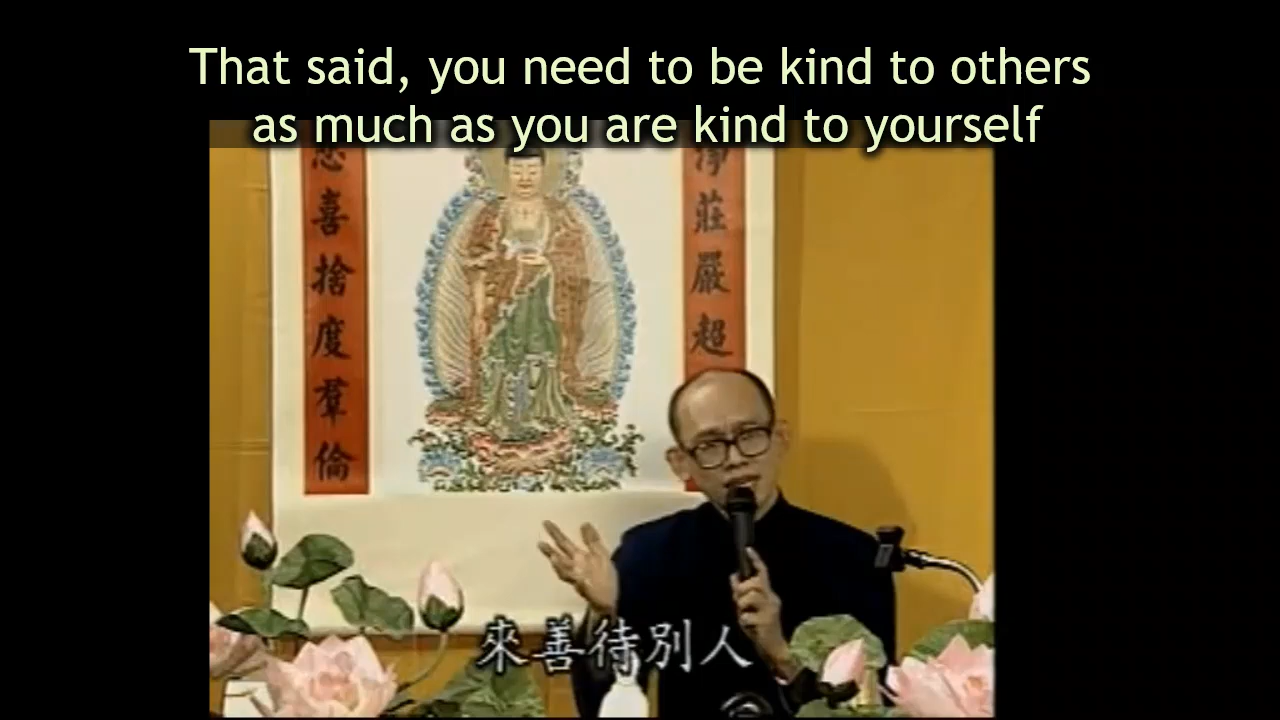 That said, you need to be kind to others
as much as you are kind to yourself
淨莊嚴超
悲喜捨度羣倫
來善待別人